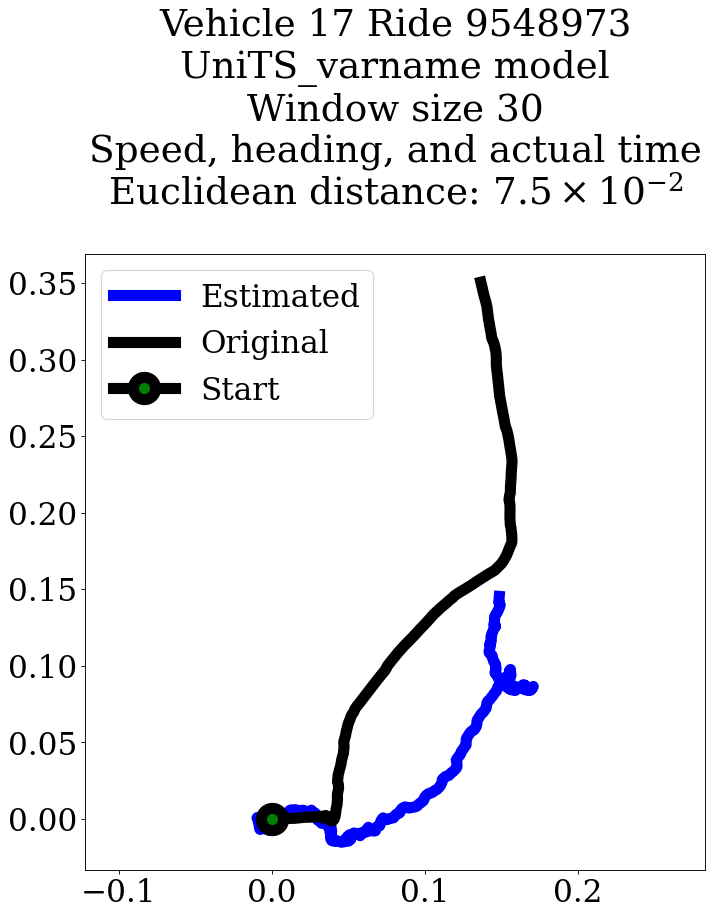 Vehicle 17 Ride 9548973
UniTS_varname model
Window size 30
Speed, heading, and actual time
Euclidean distance: 7.5 × 10⁻²
0.35
0.30
0.25
0.20
0.15
0.10
0.05
0.00
Estimated
Original
Start
−0.1 0.0 0.1 0.2